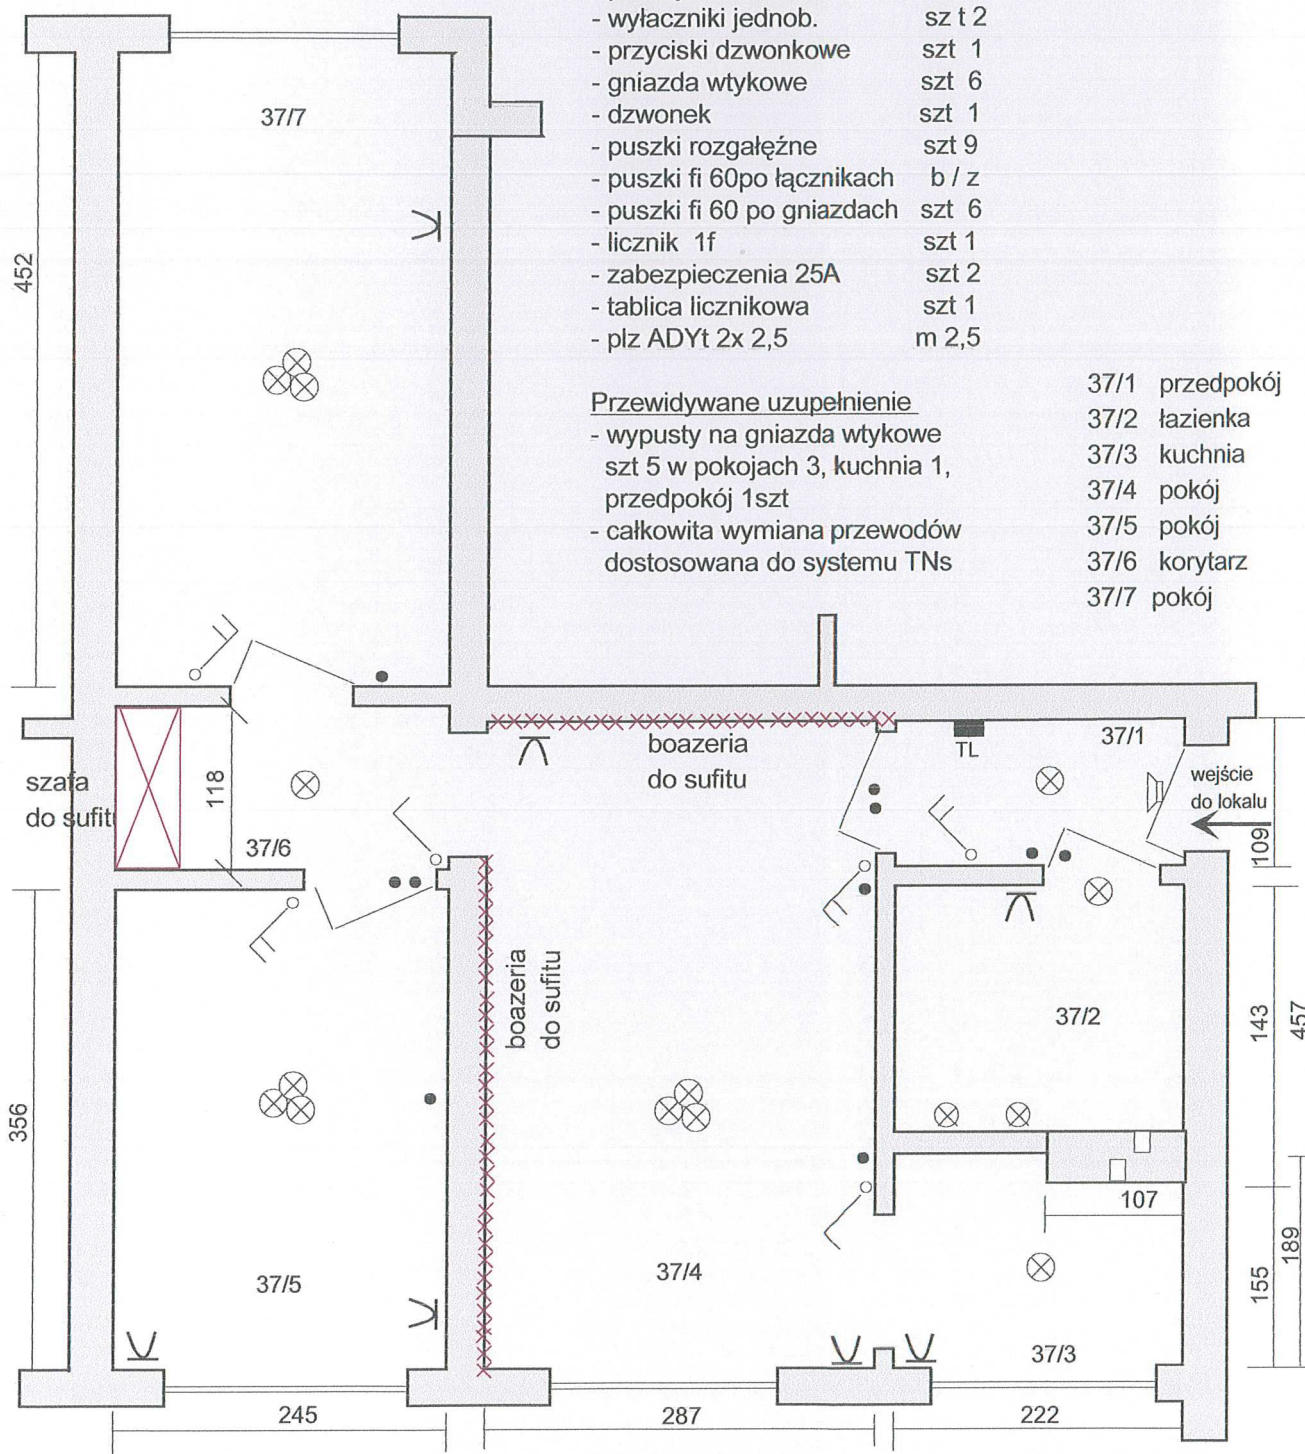 - wyłaczniki jednob. sz t 2
- przyciski dzwonkowe szt 1
- gniazda wtykowe szt 6
- dzwonek szt 1
- puszki rozgałęźne szt 9
- puszki fi 60po łącznikach b / z
- puszki fi 60 po gniazdach szt 6
- licznik 1f szt 1
- zabezpieczenia 25A szt 2
- tablica licznikowa szt 1
- plz ADYt 2x 2,5 m 2,5
Przewidywane uzupełnienie
- wypusty na gniazda wtykowe
szt 5 w pokojach 3, kuchnia 1,
przedpokój 1szt
- całkowita wymiana przewodów
dostosowana do systemu TNs
37/1 przedpokój
37/2 łazienka
37/3 kuchnia
37/4 pokój
37/5 pokój
37/6 korytarz
37/7 pokój
37/7
452
szafa
do sufitu
118
37/6
boazeria
do sufitu
TL
37/1
wejście
do lokalu
109
boazeria
do sufitu
37/2
143
457
356
37/5
37/4
107
155
189
37/3
245
287
222